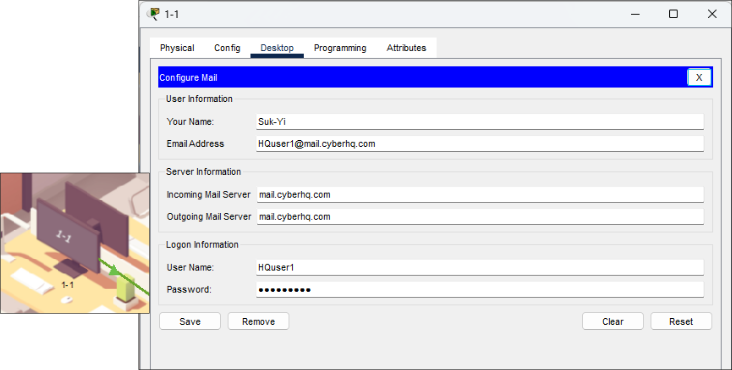 1-1
Physical Config Desktop Programming Attributes
Configure Mail X
User Information
Your Name: Suk-Yi
Email Address HQuser1@mail.cyberhq.com
Server Information
Incoming Mail Server mail.cyberhq.com
Outgoing Mail Server mail.cyberhq.com
Logon Information
User Name: HQuser1
Password: ●●●●●●●●●
Save Remove Clear Reset
1-1
1-1